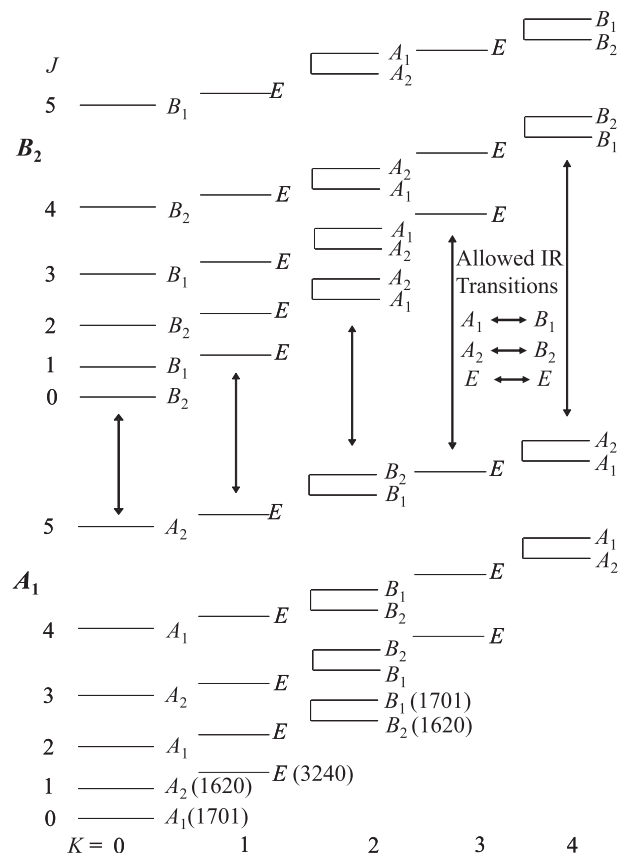 B₁
B₂
A₁
A₂
E
J
5
B₁
E
B₂
B₂
B₁
E
A₂
A₁
4
B₂
E
A₁
A₂
E
Allowed IR
Transitions
3
B₁
E
A₂
A₁
A₁ ↔ B₁
2
B₂
E
A₂ ↔ B₂
1
B₁
E
E ↔ E
0
B₂
A₂
A₁
B₂
B₁
E
5
A₂
E
A₁
A₁
A₂
E
B₁
B₂
4
A₁
E
B₂
B₁
E
3
A₂
E
B₁ (1701)
B₂ (1620)
2
A₁
E
E (3240)
1
A₂ (1620)
0
A₁ (1701)
K = 0 1 2 3 4